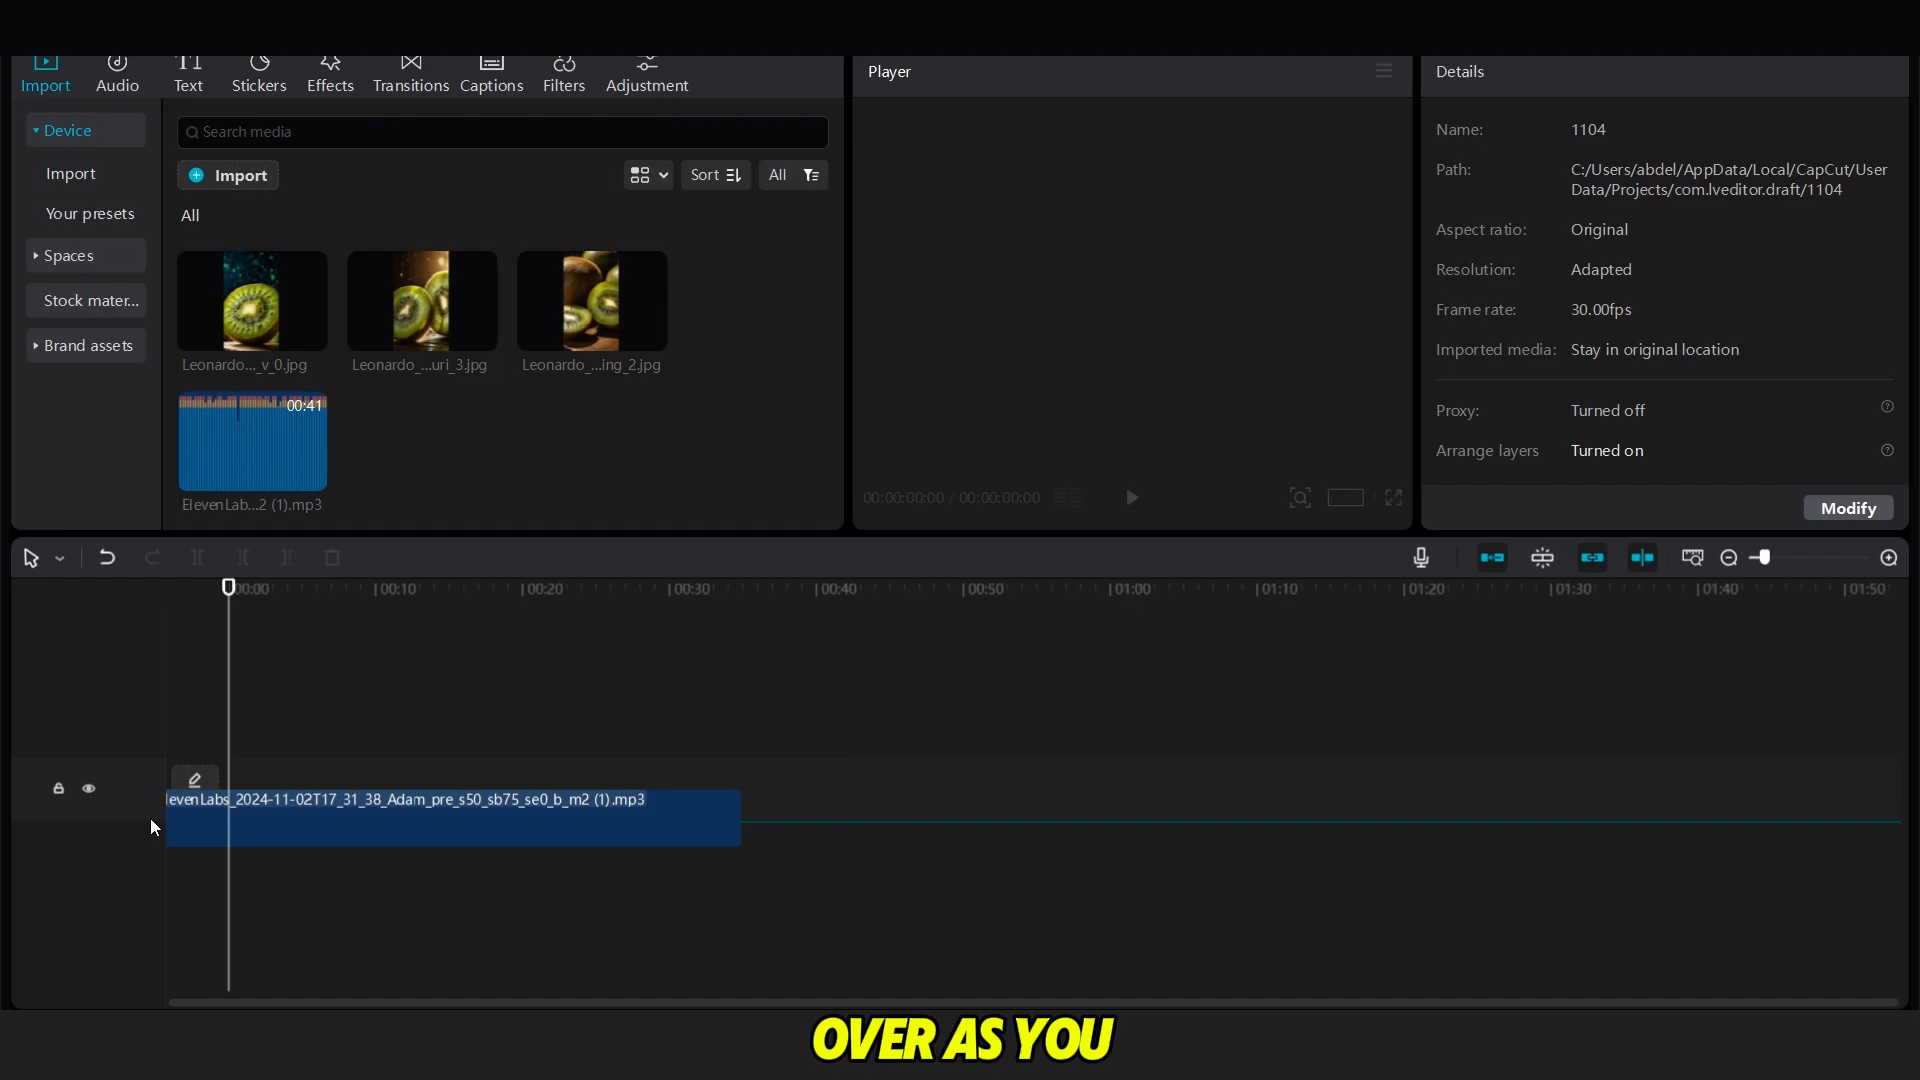 Import
Audio
Text
Stickers
Effects
Transitions
Captions
Filters
Adjustment
Device
Import
Your presets
Spaces
Stock mater...
Brand assets
Search media
Import
Sort
All
All
Leonardo..._v_0.jpg
Leonardo_...uri_3.jpg
Leonardo_...ing_2.jpg
00:41
ElevenLab...2 (1).mp3
Player
00:00:00:00 / 00:00:00:00
Details
Name: 1104
Path: C:/Users/abdel/AppData/Local/CapCut/User
Data/Projects/com.lveditor.draft/1104
Aspect ratio: Original
Resolution: Adapted
Frame rate: 30.00fps
Imported media: Stay in original location
Proxy: Turned off
Arrange layers Turned on
Modify
00:00 00:10 00:20 00:30 00:40 00:50 01:00 01:10 01:20 01:30 01:40 01:50
levenLabs_2024-11-02T17_31_38_Adam_pre_s50_sb75_se0_b_m2 (1).mp3
OVER AS YOU